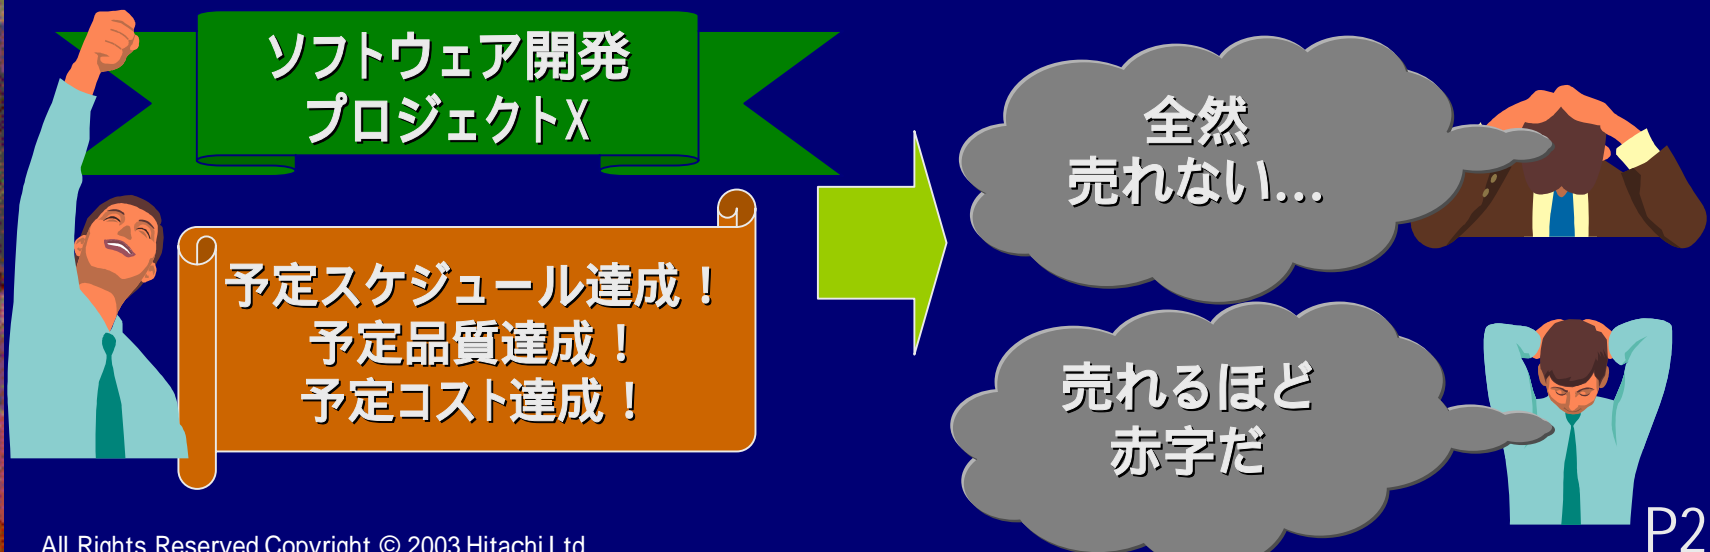 ソフトウェア開発
プロジェクトX
予定スケジュール達成！
予定品質達成！
予定コスト達成！
全然
売れない…
売れるほど
赤字だ
All Rights Reserved Copyright © 2003 Hitachi Ltd
P2